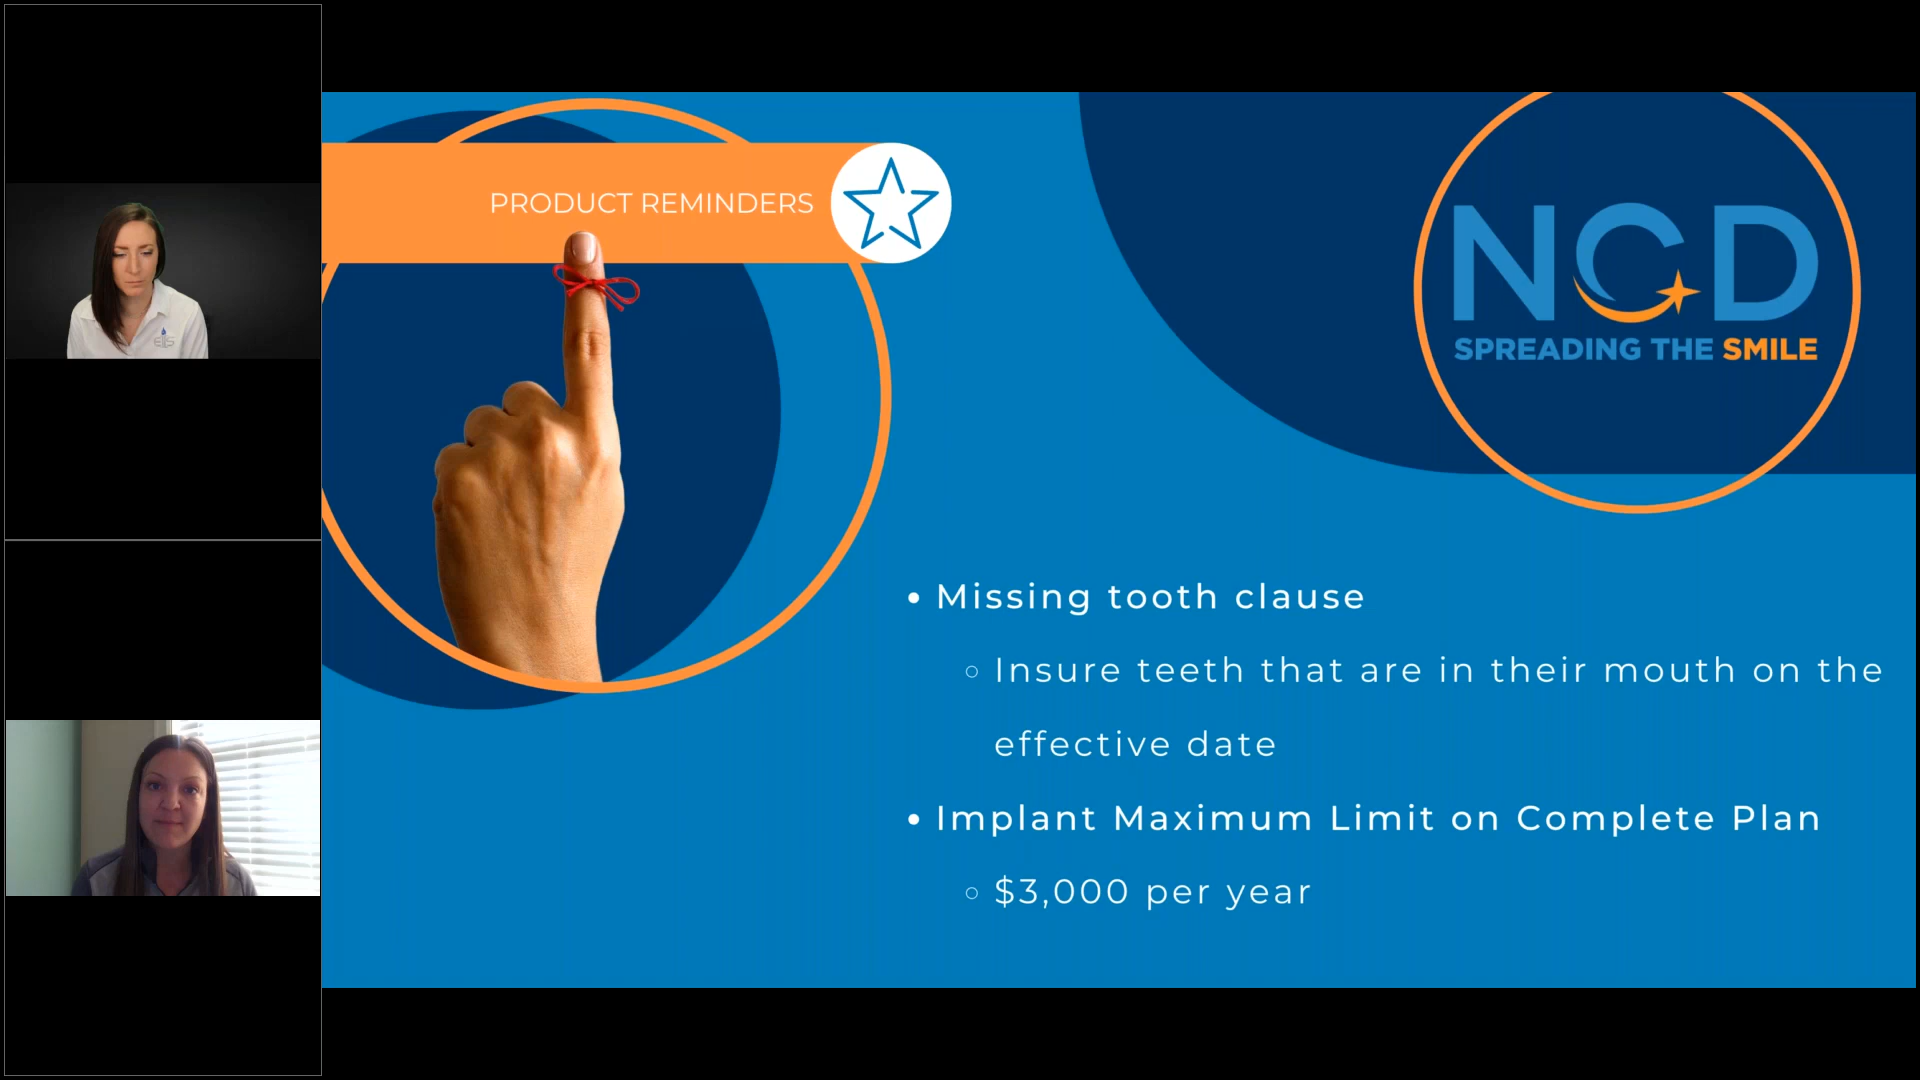 PRODUCT REMINDERS
NCD
SPREADING THE SMILE
EIS
• Missing tooth clause
○ Insure teeth that are in their mouth on the
effective date
• Implant Maximum Limit on Complete Plan
○ $3,000 per year